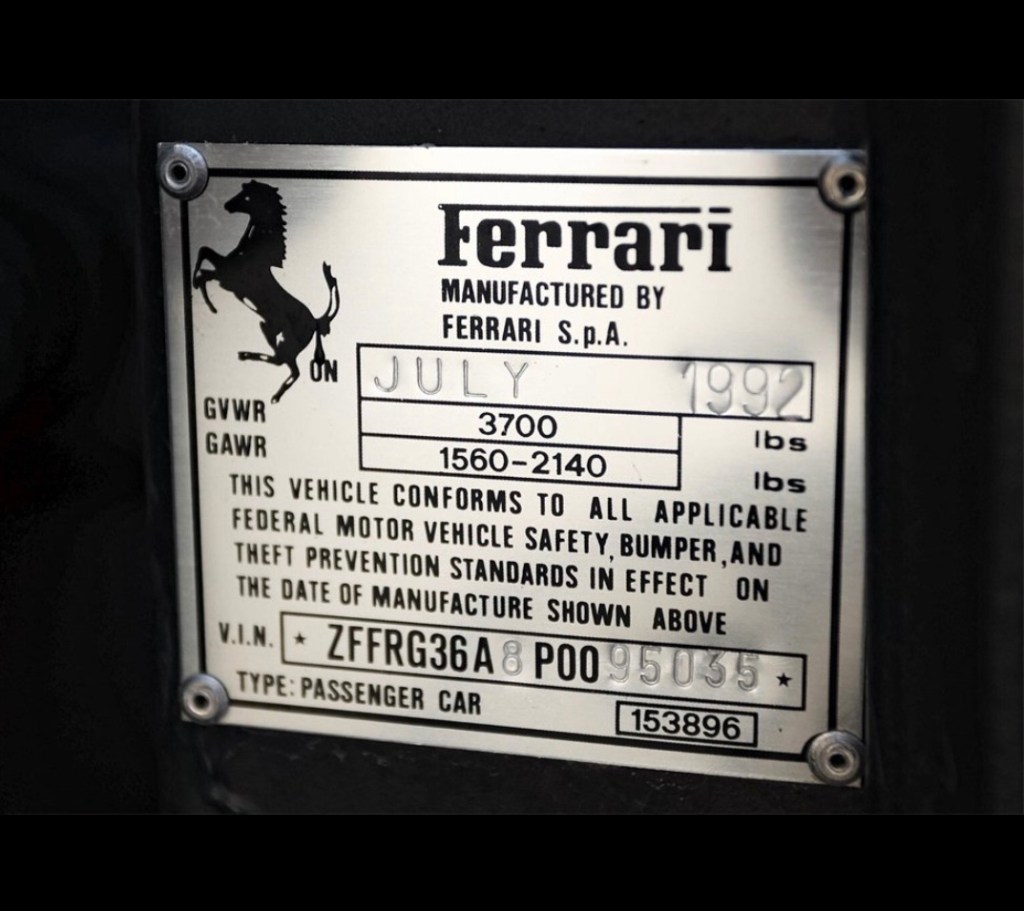 Ferrari
MANUFACTURED BY
FERRARI S.p.A.
ON JULY 1992
GVWR 3700 lbs
GAWR 1560-2140 lbs
THIS VEHICLE CONFORMS TO ALL APPLICABLE
FEDERAL MOTOR VEHICLE SAFETY, BUMPER, AND
THEFT PREVENTION STANDARDS IN EFFECT ON
THE DATE OF MANUFACTURE SHOWN ABOVE
V.I.N. ★ ZFFRG36A8P0095035 ★
TYPE: PASSENGER CAR
153896